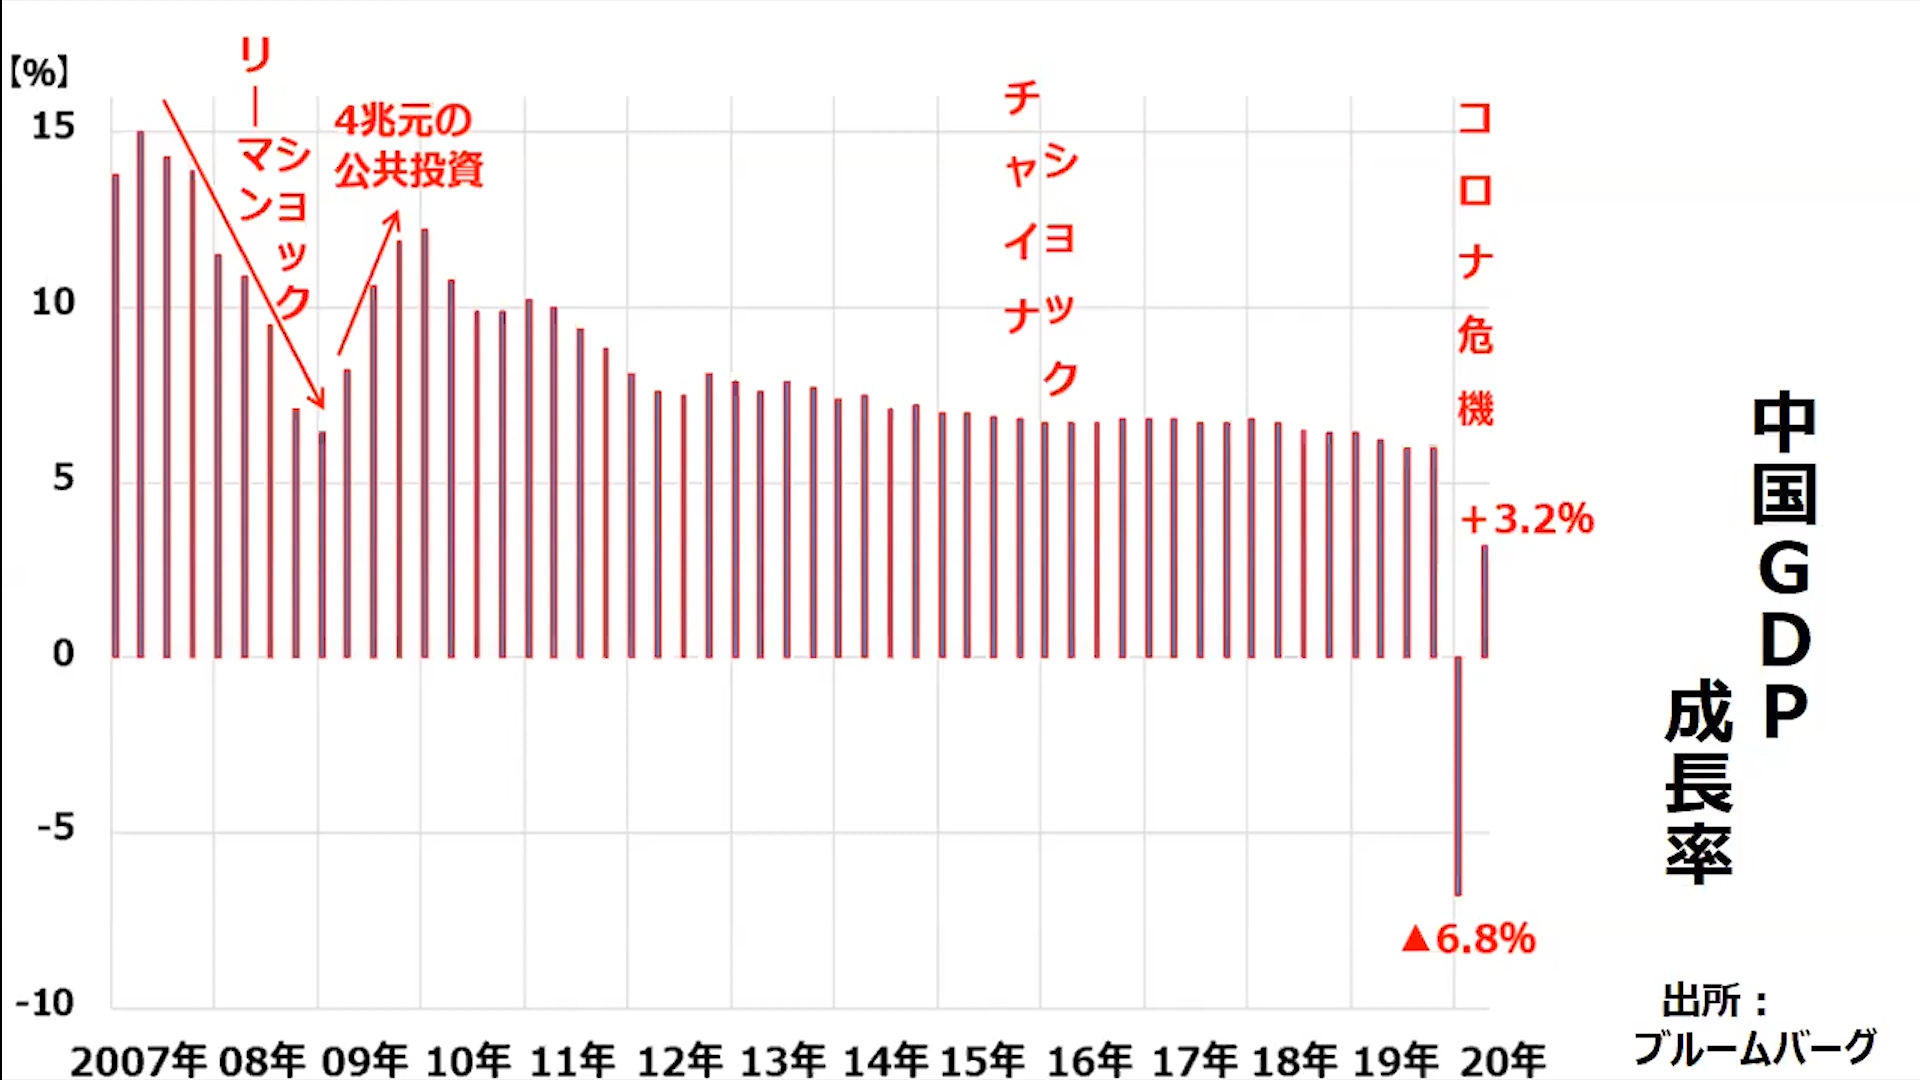 【%】
15
10
5
0
-5
-10
リーマン
ショック
4兆元の
公共投資
チャイナ
ショック
コロナ危機
+3.2%
▲6.8%
2007年 08年 09年 10年 11年 12年 13年 14年 15年 16年 17年 18年 19年 20年
中国GDP
成長率
出所：
ブルームバーグ